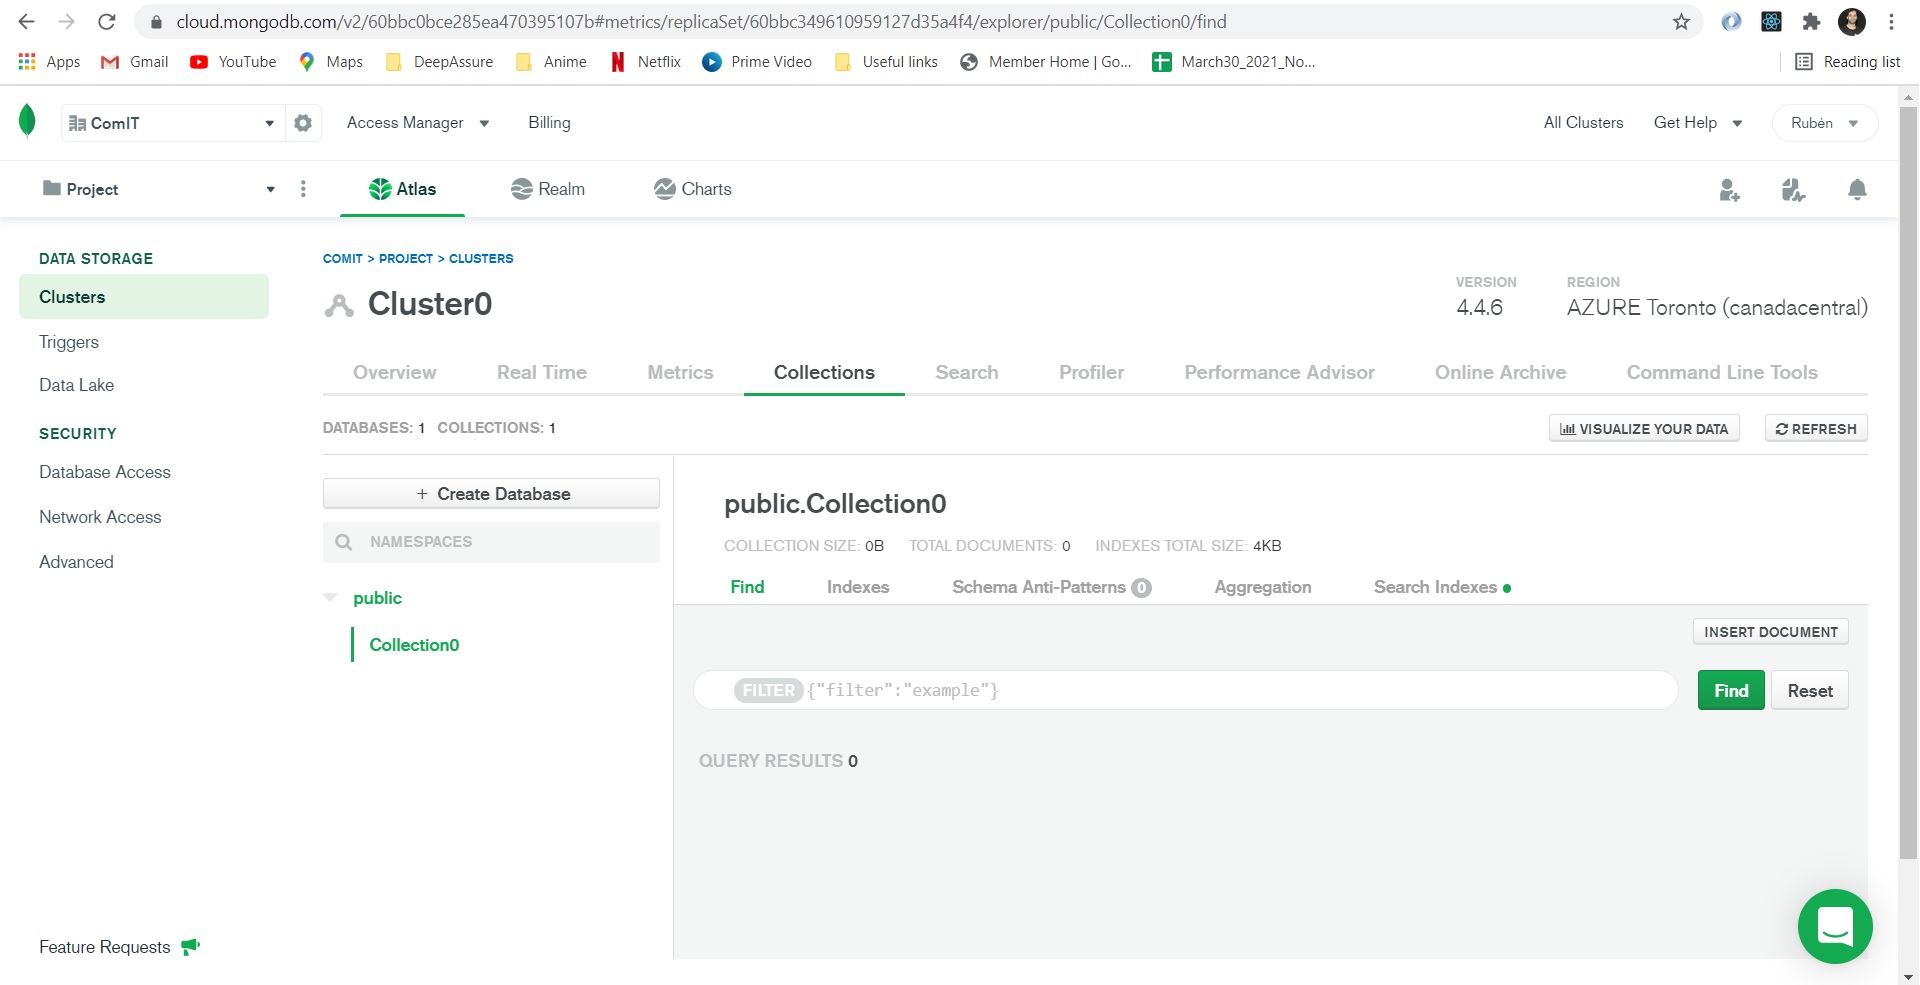 cloud.mongodb.com/v2/60bbc0bce285ea470395107b#metrics/replicaSet/60bbc349610959127d35a4f4/explorer/public/Collection0/find
Apps Gmail YouTube Maps DeepAssure Anime Netflix Prime Video Useful links Member Home | Go... March30_2021_No... Reading list
ComIT Access Manager Billing All Clusters Get Help Rubén
Project Atlas Realm Charts
DATA STORAGE
Clusters
Triggers
Data Lake
SECURITY
Database Access
Network Access
Advanced
Feature Requests
COMIT > PROJECT > CLUSTERS
Cluster0
VERSION
4.4.6
REGION
AZURE Toronto (canadacentral)
Overview Real Time Metrics Collections Search Profiler Performance Advisor Online Archive Command Line Tools
DATABASES: 1 COLLECTIONS: 1
VISUALIZE YOUR DATA REFRESH
+ Create Database
NAMESPACES
public
Collection0
public.Collection0
COLLECTION SIZE: 0B TOTAL DOCUMENTS: 0 INDEXES TOTAL SIZE: 4KB
Find Indexes Schema Anti-Patterns 0 Aggregation Search Indexes
INSERT DOCUMENT
FILTER {"filter":"example"}
Find Reset
QUERY RESULTS 0